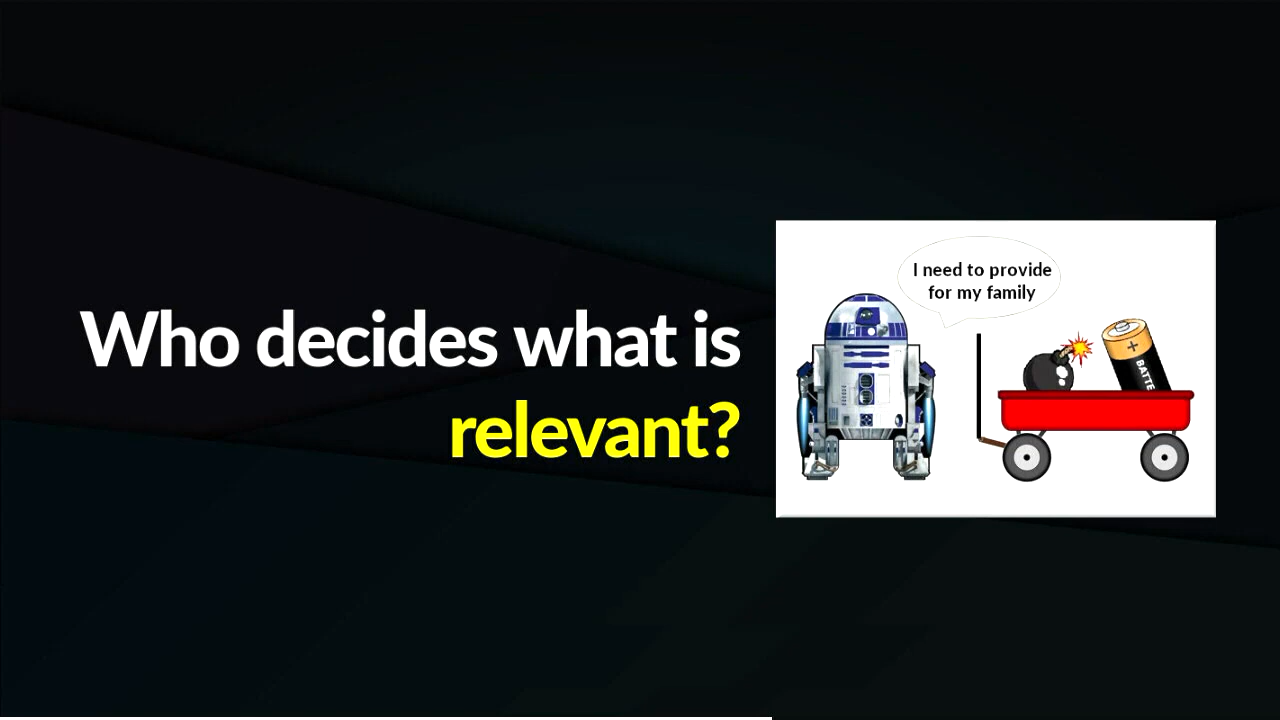 Who decides what is
relevant?
I need to provide
for my family
+
BATTE